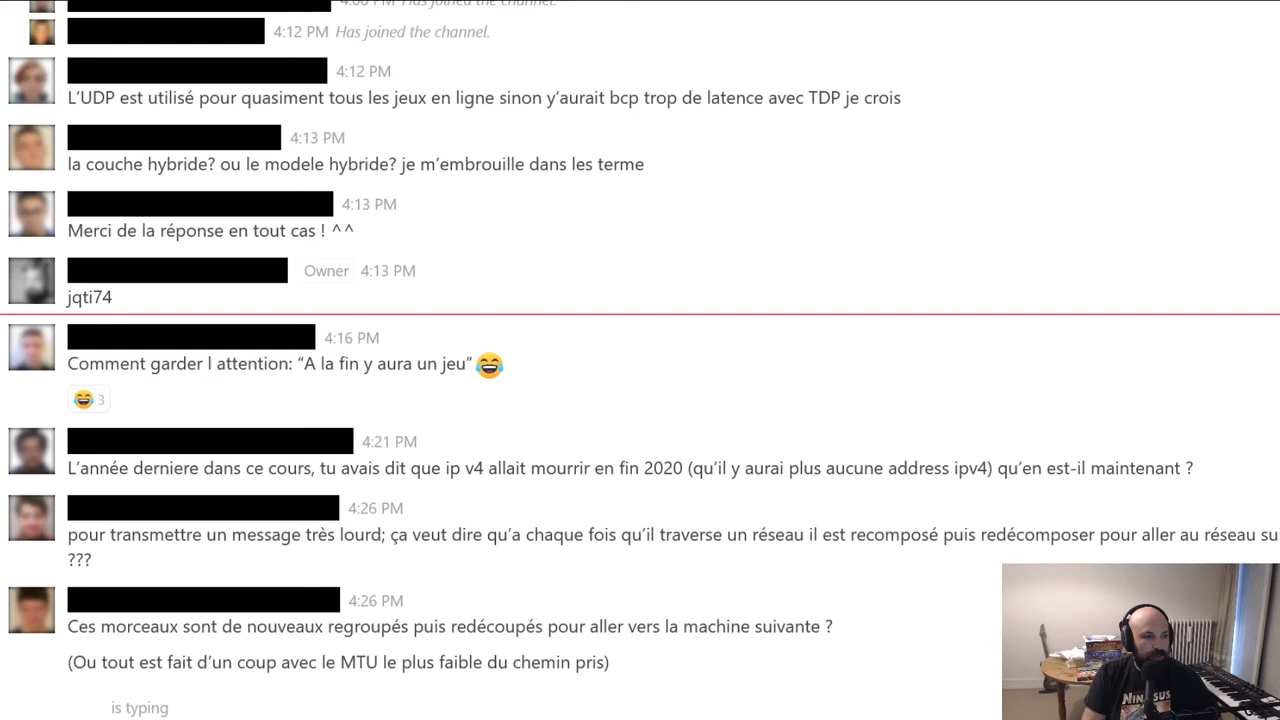 4:08 PM Has joined the channel.
4:12 PM Has joined the channel.
4:12 PM
L'UDP est utilisé pour quasiment tous les jeux en ligne sinon y'aurait bcp trop de latence avec TDP je crois
4:13 PM
la couche hybride? ou le modele hybride? je m'embrouille dans les terme
4:13 PM
Merci de la réponse en tout cas ! ^^
Owner 4:13 PM
jqti74
4:16 PM
Comment garder l attention: “A la fin y aura un jeu” 😂
😂 3
4:21 PM
L'année derniere dans ce cours, tu avais dit que ip v4 allait mourrir en fin 2020 (qu'il y aurai plus aucune address ipv4) qu'en est-il maintenant ?
4:26 PM
pour transmettre un message très lourd; ça veut dire qu'a chaque fois qu'il traverse un réseau il est recomposé puis redécomposer pour aller au réseau su
???
4:26 PM
Ces morceaux sont de nouveaux regroupés puis redécoupés pour aller vers la machine suivante ?
(Ou tout est fait d'un coup avec le MTU le plus faible du chemin pris)
is typing